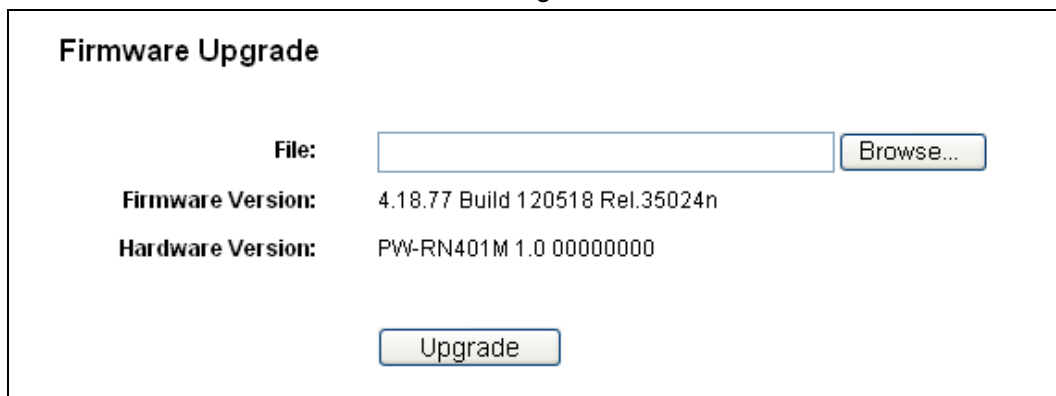 Firmware Upgrade
File:
Browse...
Firmware Version: 4.18.77 Build 120518 Rel.35024n
Hardware Version: PW-RN401M 1.0 00000000
Upgrade